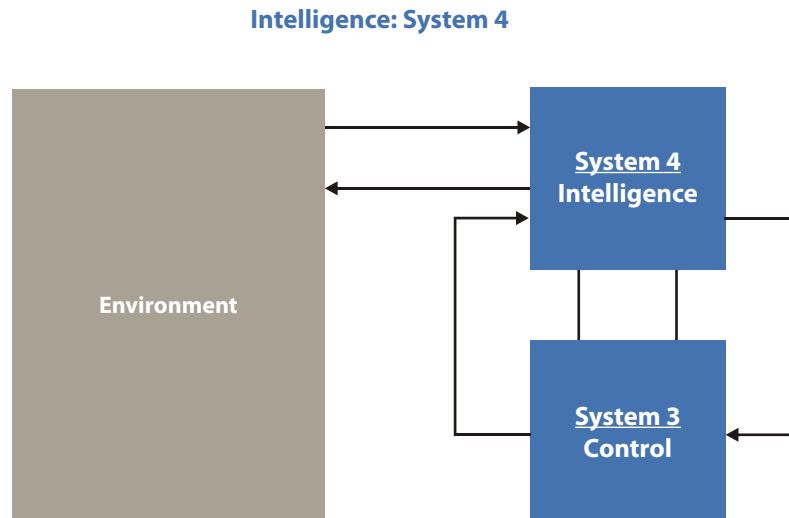 Intelligence: System 4
System 4
Intelligence
Environment
System 3
Control